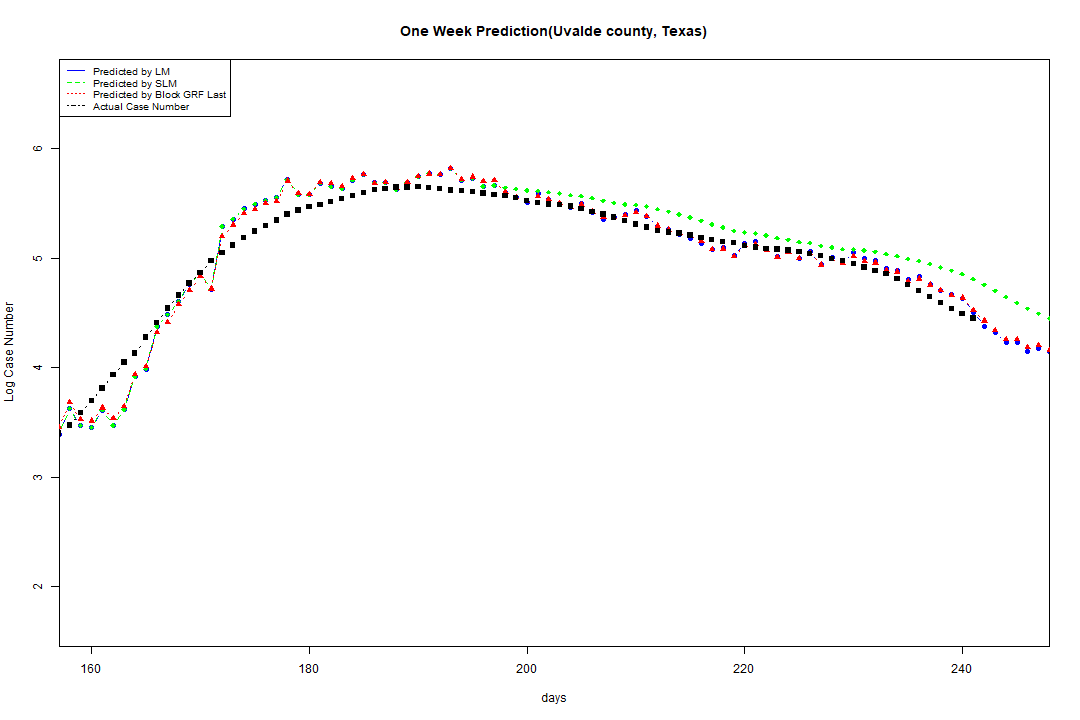 One Week Prediction(Uvalde county, Texas)
Predicted by LM
Predicted by SLM
Predicted by Block GRF Last
Actual Case Number
6
5
4
3
2
Log Case Number
160 180 200 220 240
days